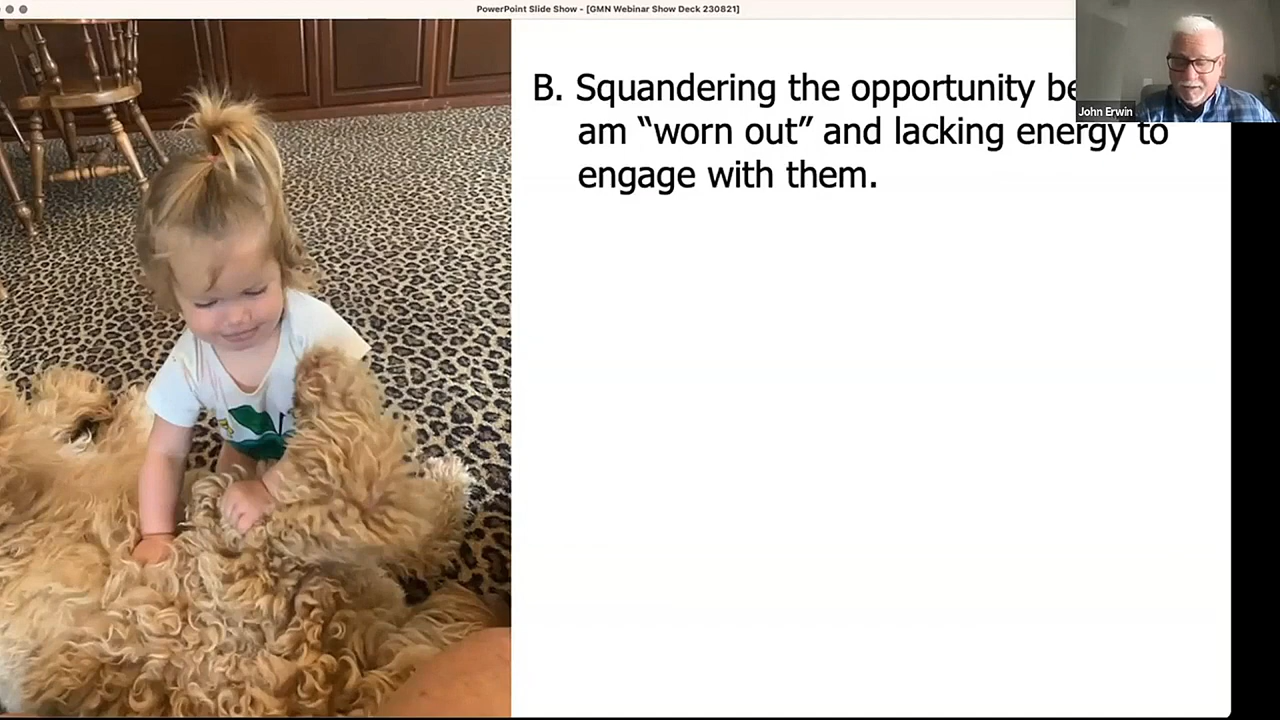 PowerPoint Slide Show - [GMN Webinar Show Deck 230821]
B. Squandering the opportunity
am “worn out” and lacking energy to
engage with them.
John Erwin